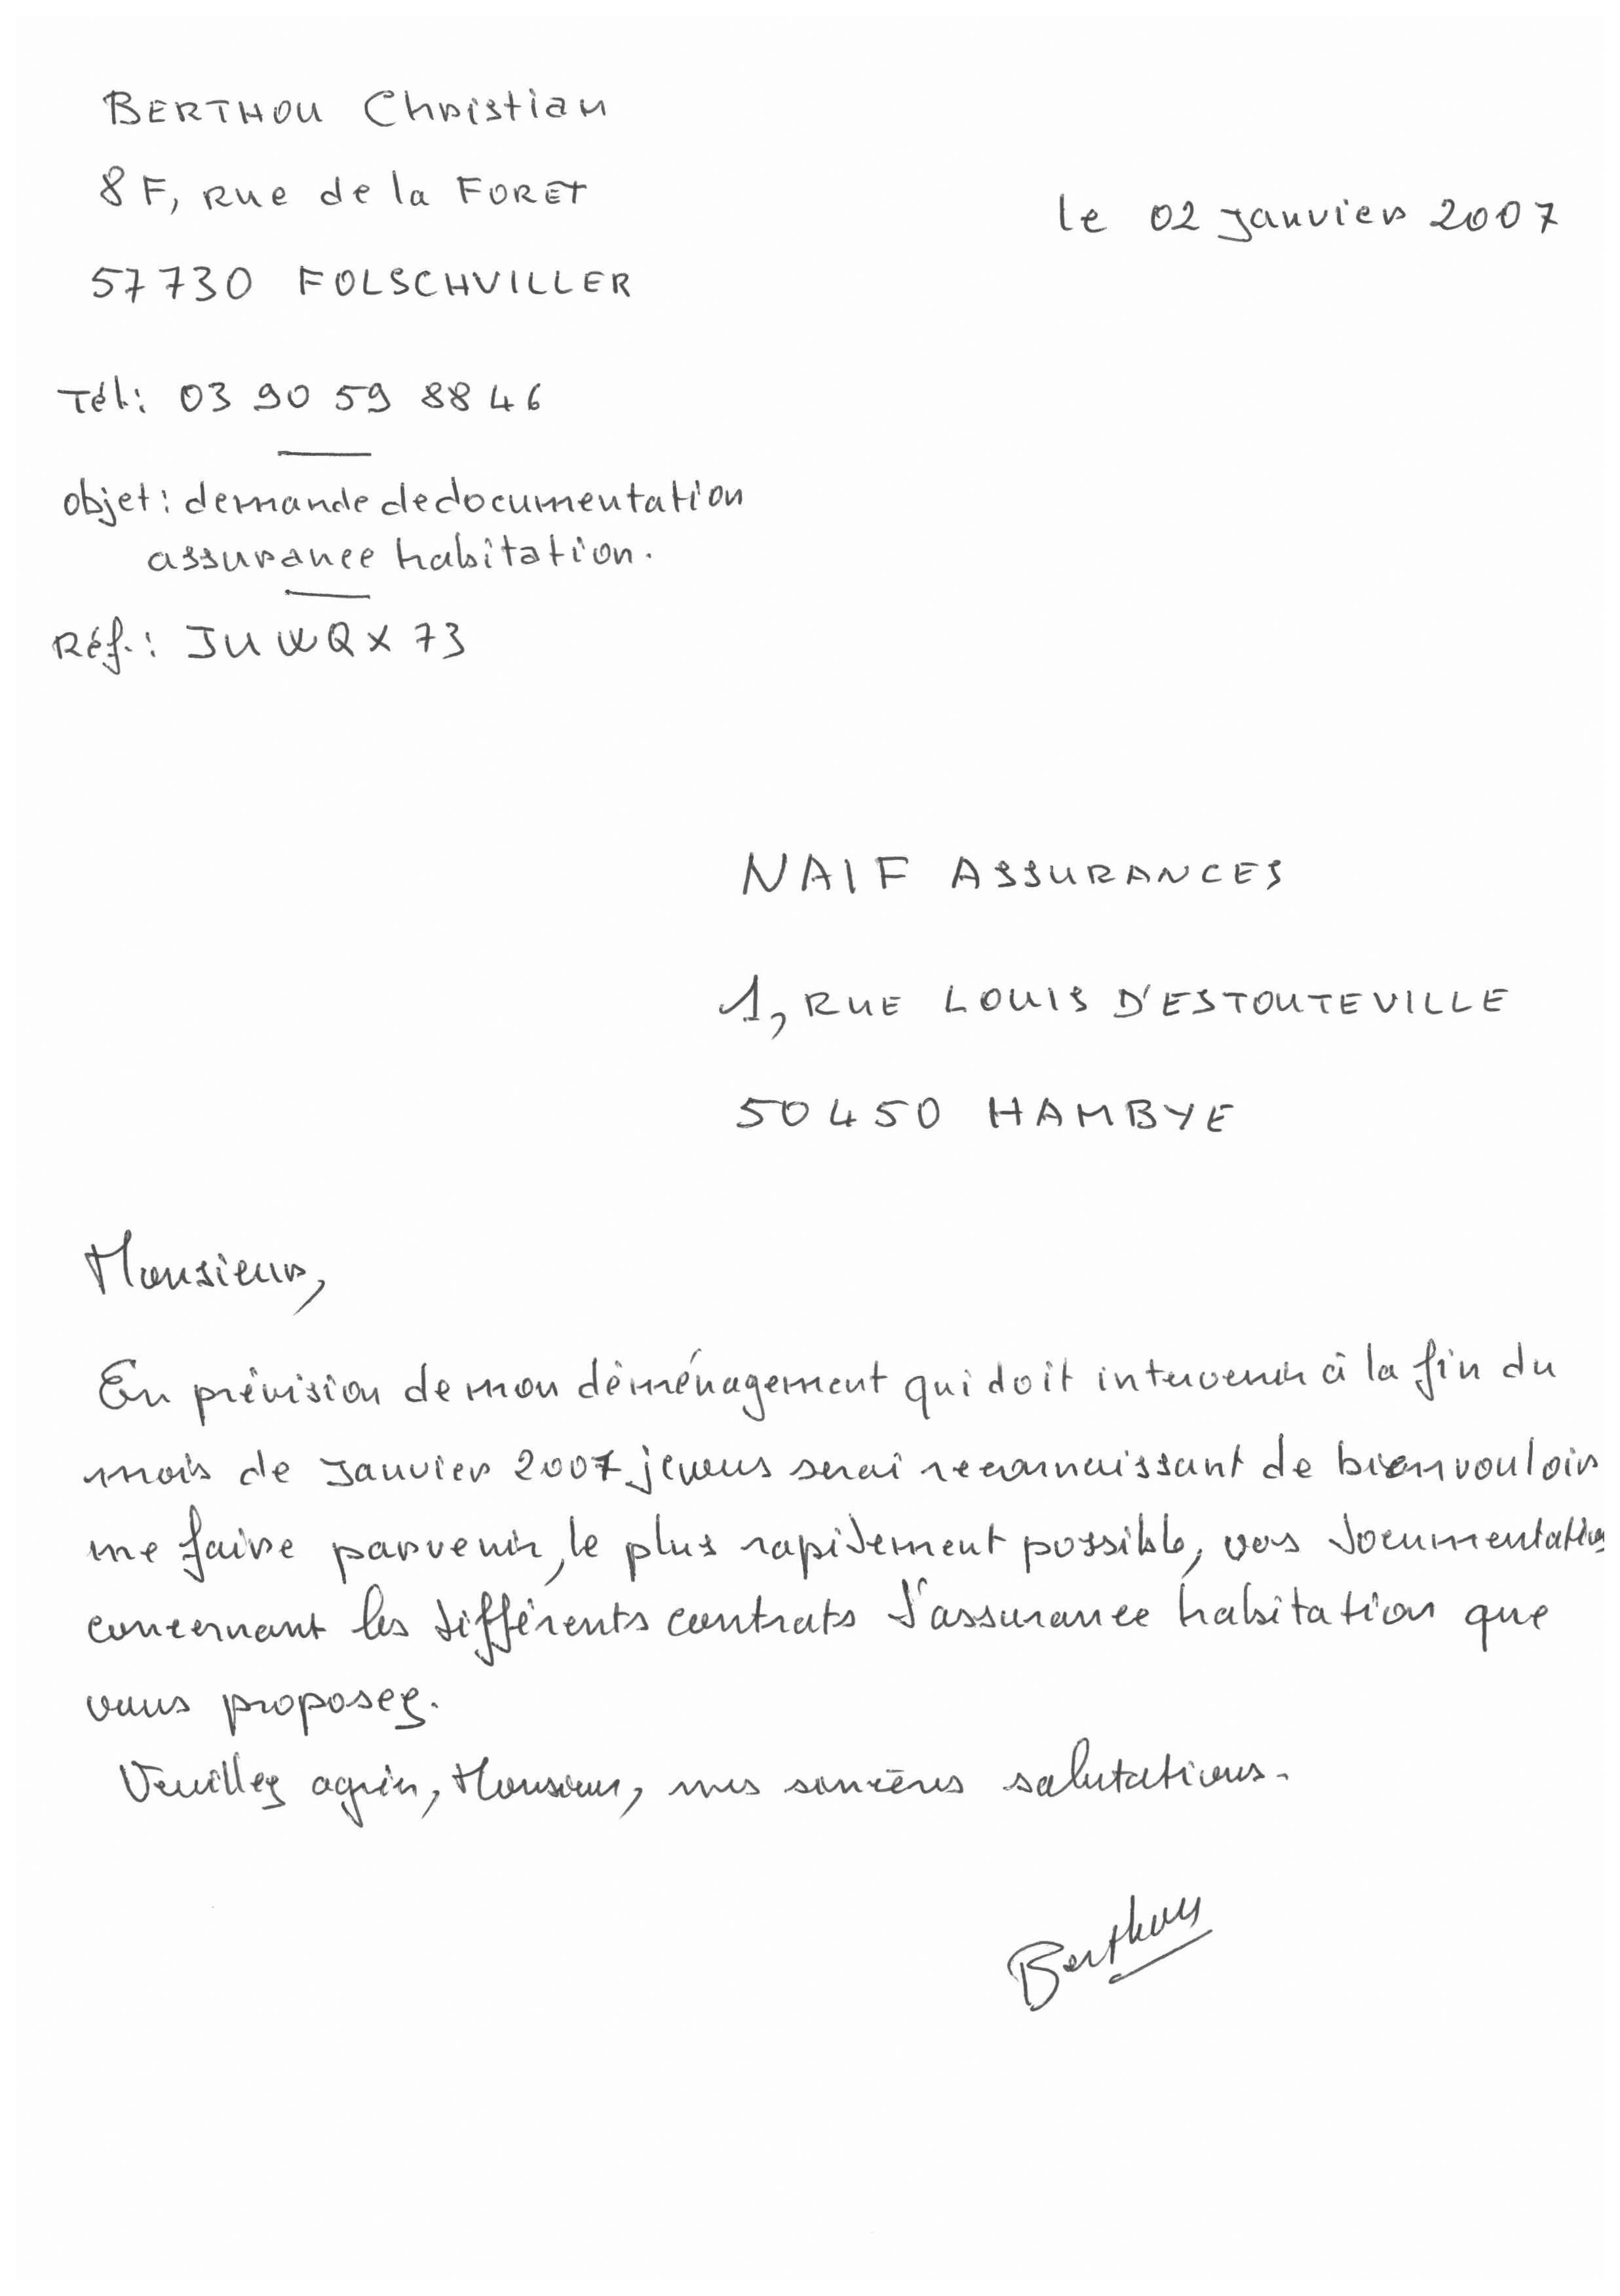 BERTHOU Christian
8 F, Rue de la FORET
le 02 Janvier 2007
57730 FOLSCHVILLER
Tél: 03 90 59 88 46
objet: demande de documentation
assurance habitation.
Réf.: JUWQX73
NAIF ASSURANCES
1, RUE LOUIS D'ESTOUTEVILLE
50450 HAMBYE
Monsieur,
En prévision de mon déménagement qui doit intervenir à la fin du
mois de Janvier 2007 je vous serai reconnaissant de bien vouloir
me faire parvenir, le plus rapidement possible, vos documentations
concernant les différents contrats d'assurance habitation que
vous proposez.
Veuillez agréer, Monsieur, mes sincères salutations.
Berthou